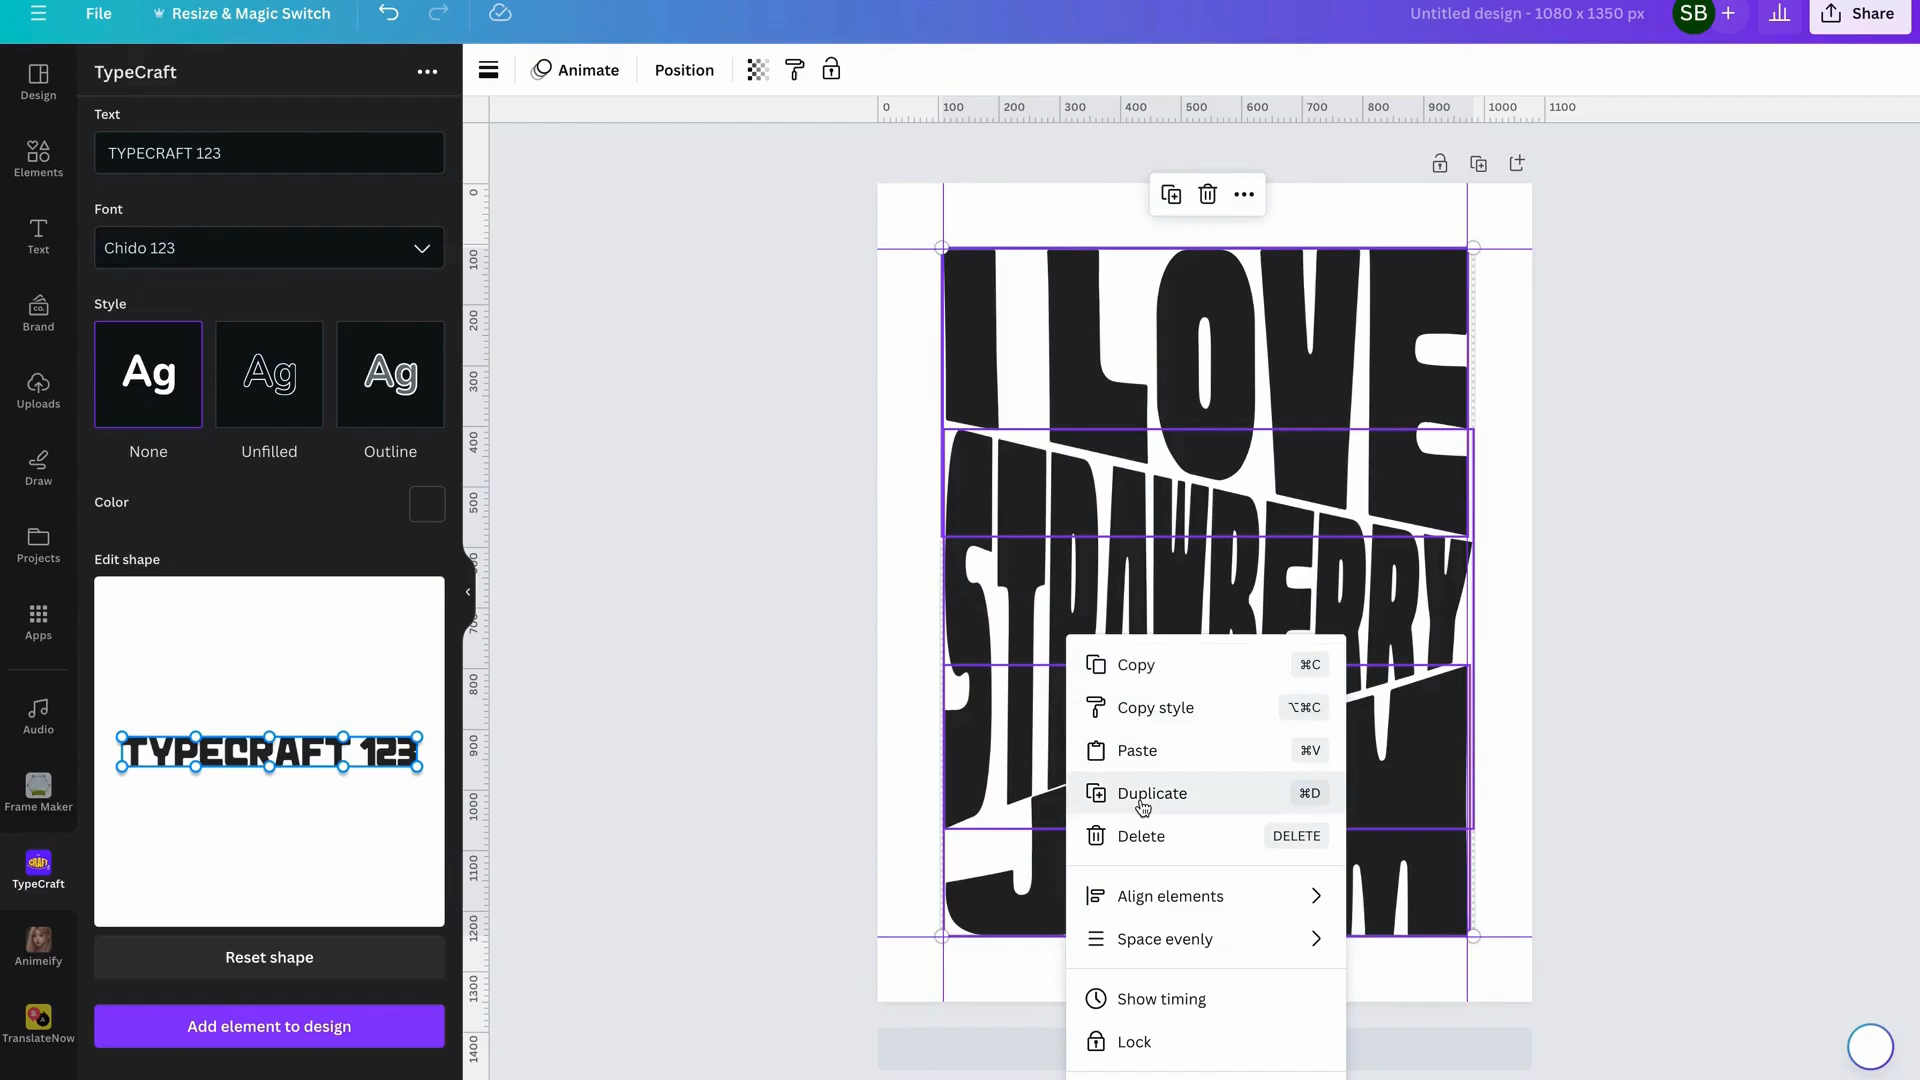 File
Resize & Magic Switch
Untitled design - 1080 x 1350 px
SB
Share
Design
Elements
Text
Brand
Uploads
Draw
Projects
Apps
Audio
Frame Maker
CRAFT
TypeCraft
Animeify
TranslateNow
TypeCraft
Text
TYPECRAFT 123
Font
Chido 123
Style
Ag
Ag
Ag
None
Unfilled
Outline
Color
Edit shape
TYPECRAFT 123
Reset shape
Add element to design
Animate
Position
0 100 200 300 400 500 600 700 800 900 1000 1100
0
100
200
300
400
500
700
800
900
1000
1100
1200
1300
1400
I LOVE
STRAWBERRY
Copy ⌘C
Copy style ⌥⌘C
Paste ⌘V
Duplicate ⌘D
Delete DELETE
Align elements
Space evenly
Show timing
Lock